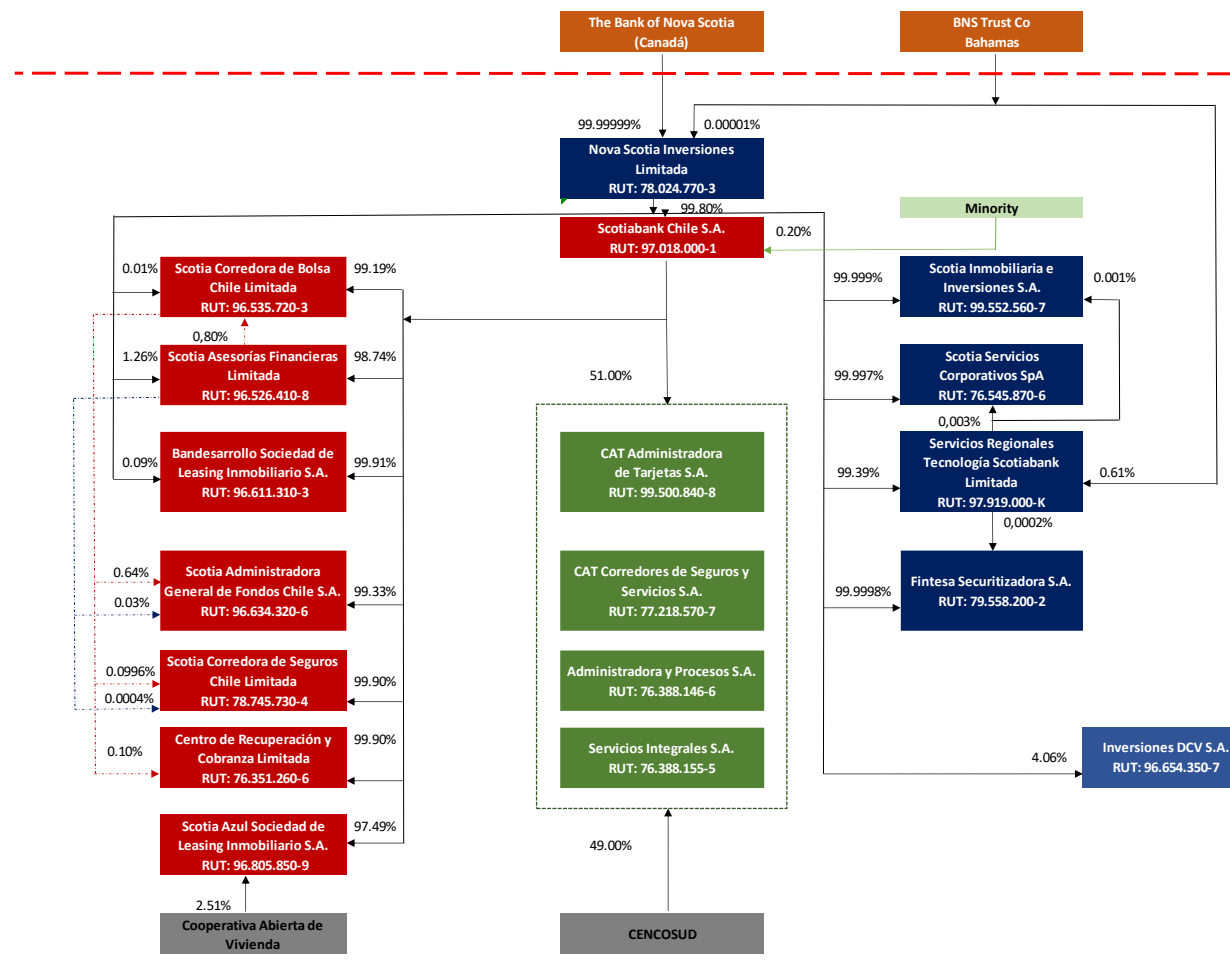 The Bank of Nova Scotia
(Canadá)
BNS Trust Co
Bahamas
99.99999%
0.00001%
Nova Scotia Inversiones
Limitada
RUT: 78.024.770-3
99.80%
Scotiabank Chile S.A.
RUT: 97.018.000-1
Minority
0.20%
0.01%
Scotia Corredora de Bolsa
Chile Limitada
RUT: 96.535.720-3
99.19%
0,80%
1.26%
Scotia Asesorías Financieras
Limitada
RUT: 96.526.410-8
98.74%
0.09%
Bandesarrollo Sociedad de
Leasing Inmobiliario S.A.
RUT: 96.611.310-3
99.91%
0.64%
0.03%
Scotia Administradora
General de Fondos Chile S.A.
RUT: 96.634.320-6
99.33%
0.0996%
0.0004%
Scotia Corredora de Seguros
Chile Limitada
RUT: 78.745.730-4
99.90%
0.10%
Centro de Recuperación y
Cobranza Limitada
RUT: 76.351.260-6
99.90%
Scotia Azul Sociedad de
Leasing Inmobiliario S.A.
RUT: 96.805.850-9
97.49%
2.51%
Cooperativa Abierta de
Vivienda
51.00%
CAT Administradora
de Tarjetas S.A.
RUT: 99.500.840-8
CAT Corredores de Seguros y
Servicios S.A.
RUT: 77.218.570-7
Administradora y Procesos S.A.
RUT: 76.388.146-6
Servicios Integrales S.A.
RUT: 76.388.155-5
49.00%
CENCOSUD
99.999%
Scotia Inmobiliaria e
Inversiones S.A.
RUT: 99.552.560-7
0.001%
99.997%
Scotia Servicios
Corporativos SpA
RUT: 76.545.870-6
0,003%
99.39%
Servicios Regionales
Tecnología Scotiabank
Limitada
RUT: 97.919.000-K
0.61%
0,0002%
99.9998%
Fintesa Securitizadora S.A.
RUT: 79.558.200-2
4.06%
Inversiones DCV S.A.
RUT: 96.654.350-7